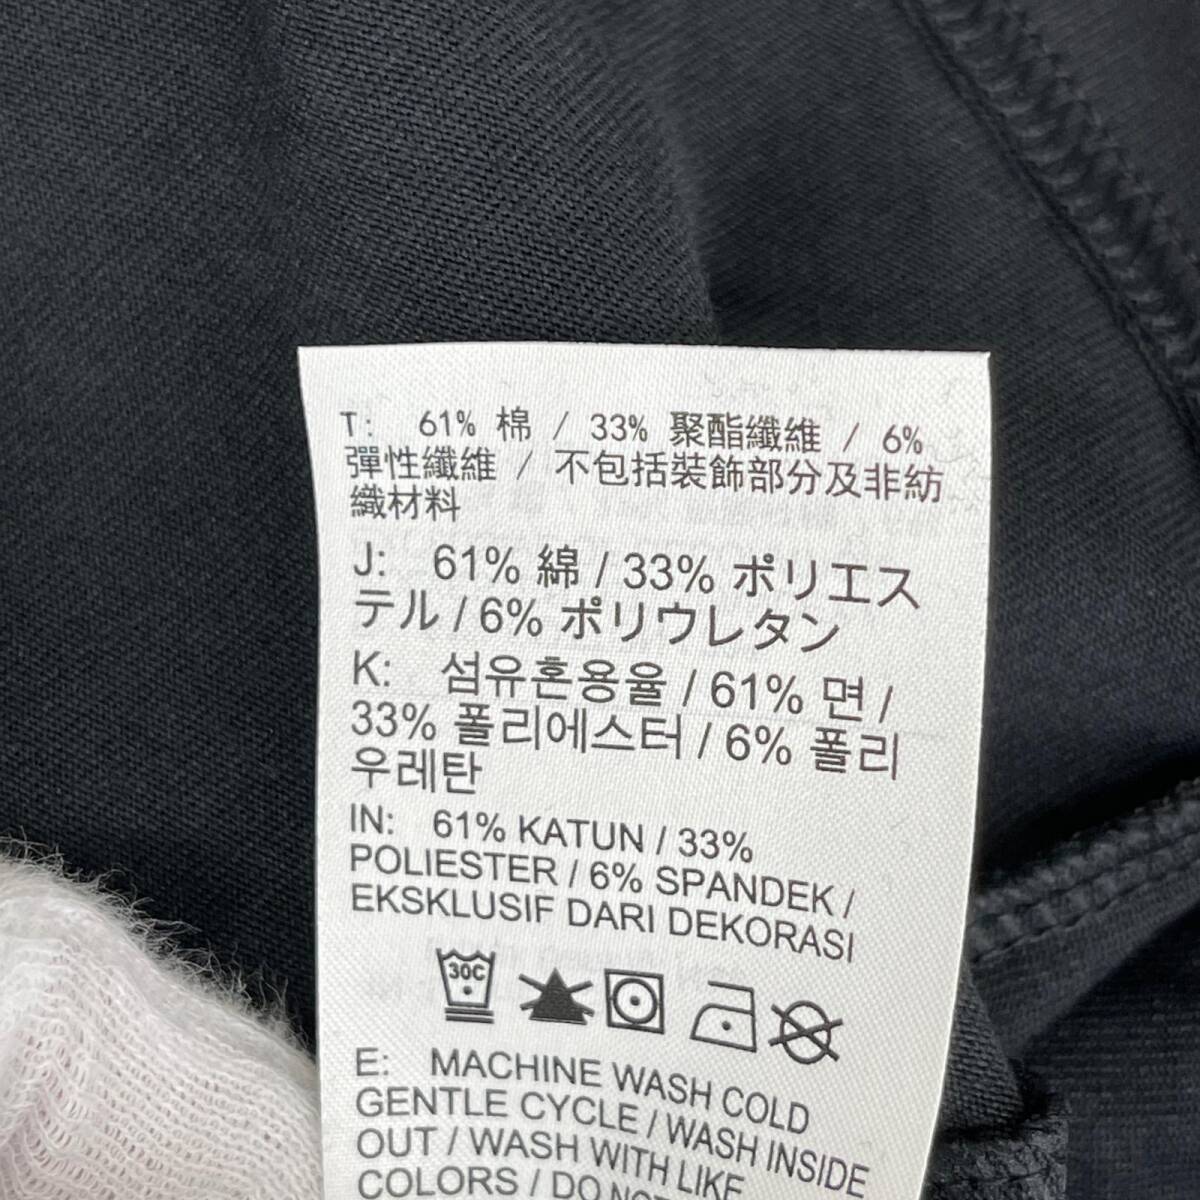 T: 61% 棉 / 33% 聚酯纖維 / 6%
彈性纖維 / 不包括裝飾部分及非紡
織材料
J: 61% 綿 / 33% ポリエス
テル / 6% ポリウレタン
K: 섬유혼용율 / 61% 면 /
33% 폴리에스터 / 6% 폴리
우레탄
IN: 61% KATUN / 33%
POLIESTER / 6% SPANDEK /
EKSKLUSIF DARI DEKORASI
30C
E: MACHINE WASH COLD
GENTLE CYCLE / WASH INSIDE
OUT / WASH WITH LIKE
COLORS / DO NOT